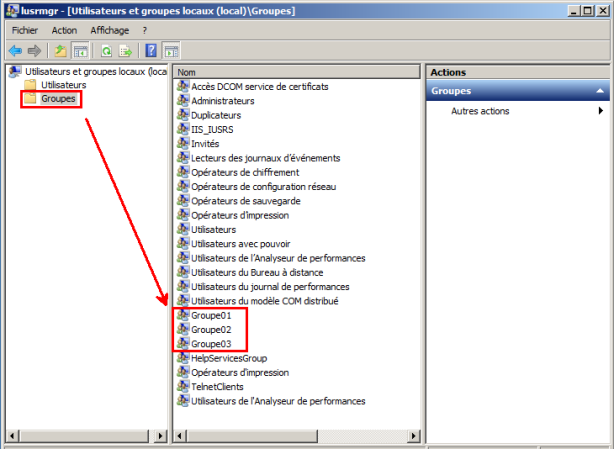 lusrmgr - [Utilisateurs et groupes locaux (local)\Groupes]
Fichier Action Affichage ?
Utilisateurs et groupes locaux (loca
Utilisateurs
Groupes
Nom
Accès DCOM service de certificats
Administrateurs
Duplicateurs
IIS_IUSRS
Invités
Lecteurs des journaux d'événements
Opérateurs de chiffrement
Opérateurs de configuration réseau
Opérateurs de sauvegarde
Opérateurs d'impression
Utilisateurs
Utilisateurs avec pouvoir
Utilisateurs de l'Analyseur de performances
Utilisateurs du Bureau à distance
Utilisateurs du journal de performances
Utilisateurs du modèle COM distribué
Groupe01
Groupe02
Groupe03
HelpServicesGroup
Opérateurs d'impression
TelnetClients
Utilisateurs de l'Analyseur de performances
Actions
Groupes
Autres actions